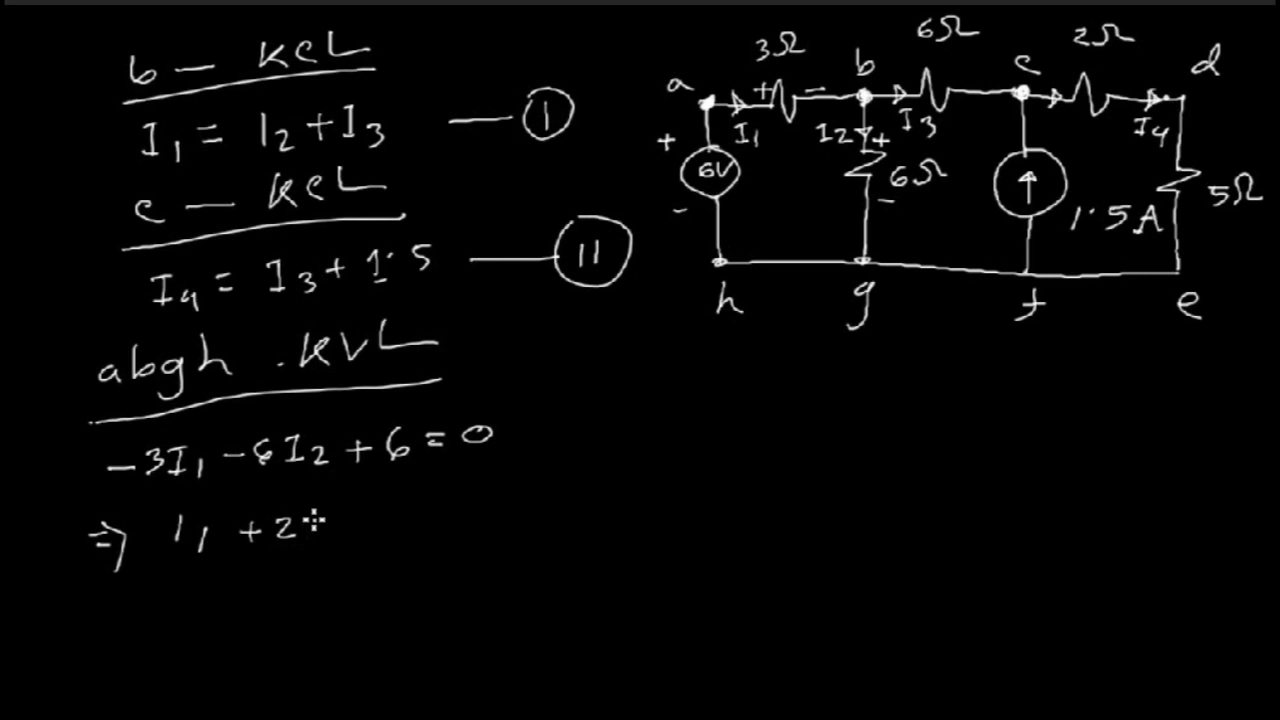 b – KCL
I₁ = I₂ + I₃ —— I
c – KCL
I₄ = I₃ + 1.5 —— II
abgh . KVL
-3I₁ - 6I₂ + 6 = 0
⇒ I₁ + 2
3Ω 6Ω 2Ω
a b c d
+ − I₁ I₂ + I₃ I₄
+ 6V − 6Ω − 1.5A 5Ω
h g f e